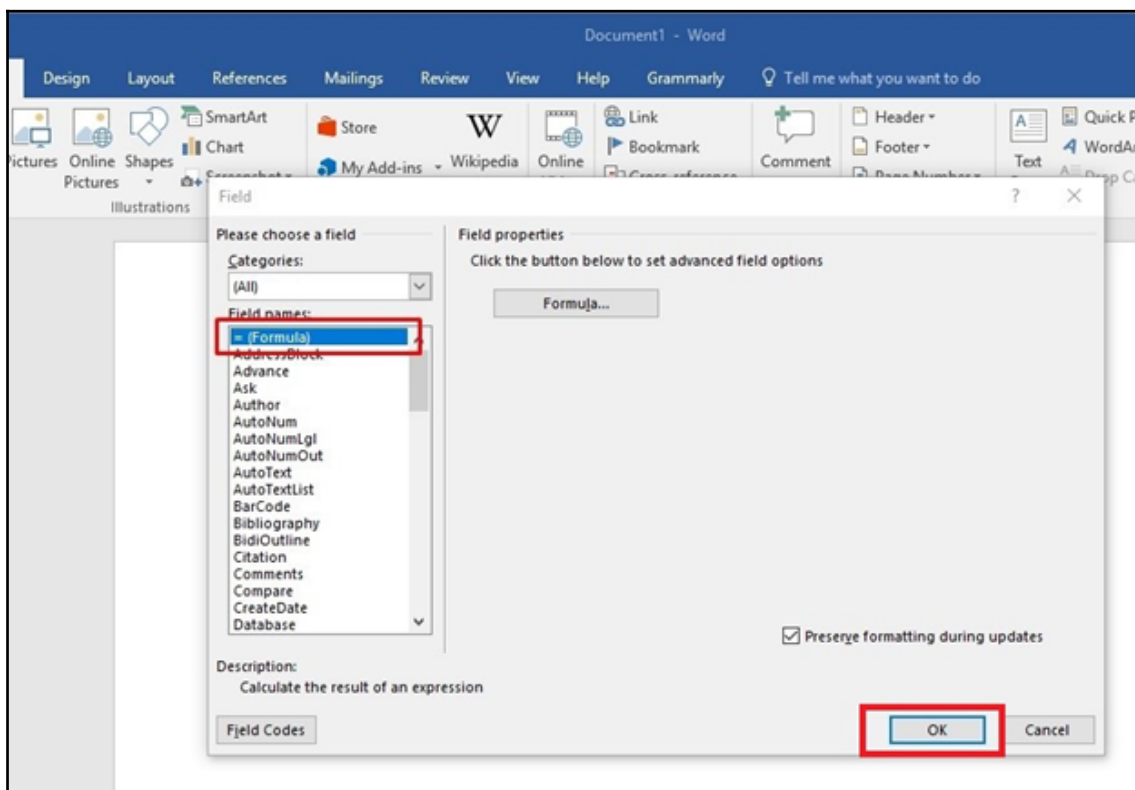 Document1 - Word
Design Layout References Mailings Review View Help Grammarly Tell me what you want to do
SmartArt
Chart
Store
My Add-ins
Wikipedia
Online
Link
Bookmark
Comment
Header
Footer
Text
Quick
Pictures Online Shapes
Pictures
Illustrations
Field ?
Please choose a field
Categories:
(All)
Field names:
= (Formula)
AddressBlock
Advance
Ask
Author
AutoNum
AutoNumLgl
AutoNumOut
AutoText
AutoTextList
BarCode
Bibliography
BidiOutline
Citation
Comments
Compare
CreateDate
Database
Field properties
Click the button below to set advanced field options
Formula...
Preserve formatting during updates
Description:
Calculate the result of an expression
Field Codes
OK
Cancel